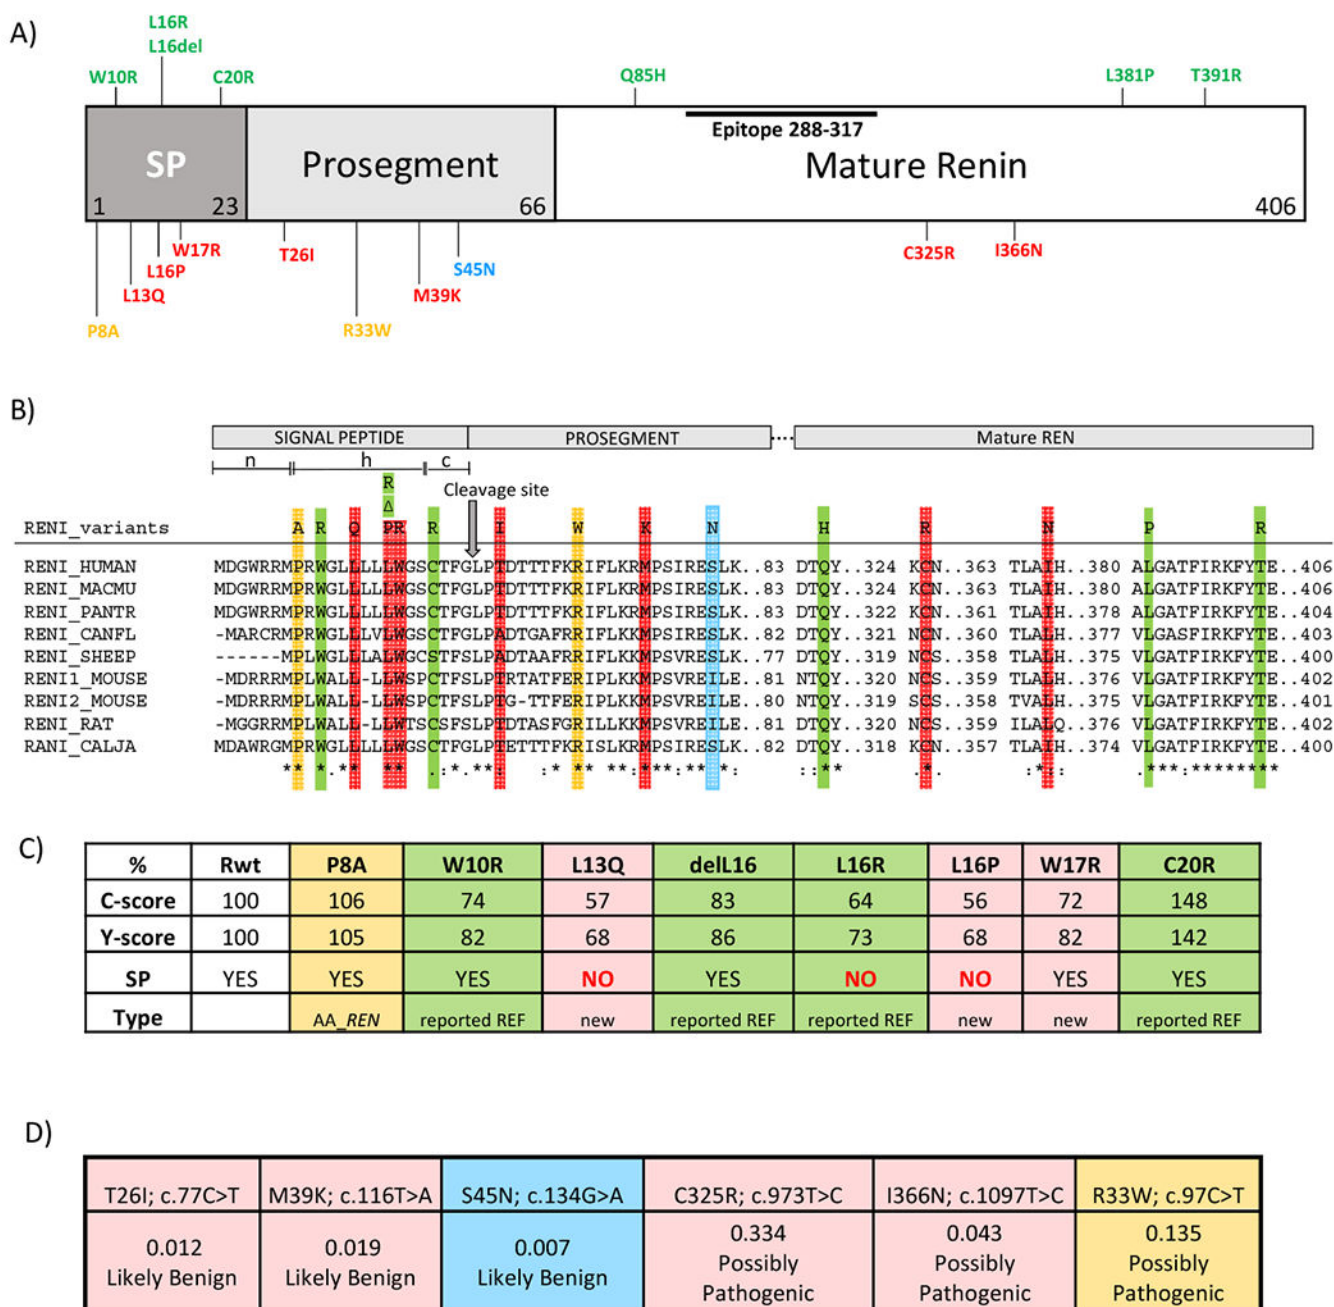 A)
L16R
L16del
W10R
C20R
Q85H
L381P
T391R
Epitope 288-317
SP
Prosegment
Mature Renin
1
23
66
406
W17R
L16P
L13Q
P8A
T26I
R33W
M39K
S45N
C325R
I366N
B)
SIGNAL PEPTIDE PROSEGMENT Mature REN
n h c
R
Δ
Cleavage site
RENI_variants A R Q PR R I W K N H R N P R
RENI_HUMAN MDGWRRMPRWGLLLLLWGSCTFGLPTDTTTFKRIFLKRMPSIRESLK..83 DTQY..324 KCN..363 TLAIH..380 ALGATFIRKFYTE..406
RENI_MACMU MDGWRRMPRWGLLLLLWGSCTFGLPTDTTTFKRIFLKRMPSIRESLK..83 DTQY..324 KCN..363 TLAIH..380 ALGATFIRKFYTE..406
RENI_PANTR MDGWRRMPRWGLLLLLWGSCTFGLPTDTTTFKRIFLKRMPSIRESLK..83 DTQY..322 KCN..361 TLAIH..378 ALGATFIRKFYTE..404
RENI_CANFL -MARCRMPRWGLLLVLWGSCTFGLPADTGAFRRIFLKKMPSIRESLK..82 DTQY..321 NCN..360 TLALH..377 VLGASFIRKFYTE..403
RENI_SHEEP ------MPLWGLLLALWGCSTFSLPADTAAFRRIFLKKMPSVRESLK..77 DTQY..319 NCS..358 TLALH..375 VLGATFIRKFYTE..400
RENI1_MOUSE -MDRRRMPLWALLL-LWSPCTFSLPTRTATFERIPLKKMPSVREILE..81 NTQY..320 NCS..359 TLAIH..376 VLGATFIRKFYTE..402
RENI2_MOUSE -MDRRRMPLWALLL-LWSPCTFSLPTG-TTFERIPLKKMPSVREILE..80 NTQY..319 SCS..358 TVALH..375 VLGATFIRKFYTE..401
RENI_RAT -MGGRRMPLWALLL-LWTSCSFSLPTDTASFGRILLKKMPSVREILE..81 DTQY..320 NCS..359 ILALQ..376 VLGATFIRKFYTE..402
RANI_CALJA MDAWRGMPRWGLLLLLWGSCTFGLPTETTTFKRISLKRMPSIRESLK..82 DTQY..318 KCN..357 TLAIH..374 VLGATFIRKFYTE..400
C)
% Rwt P8A W10R L13Q delL16 L16R L16P W17R C20R
C-score 100 106 74 57 83 64 56 72 148
Y-score 100 105 82 68 86 73 68 82 142
SP YES YES YES NO YES NO NO YES YES
Type AA_REN reported REF new reported REF reported REF new new reported REF
D)
T26I; c.77C>T M39K; c.116T>A S45N; c.134G>A C325R; c.973T>C I366N; c.1097T>C R33W; c.97C>T
0.012 0.019 0.007 0.334 0.043 0.135
Likely Benign Likely Benign Likely Benign Possibly Possibly Possibly
Pathogenic Pathogenic Pathogenic